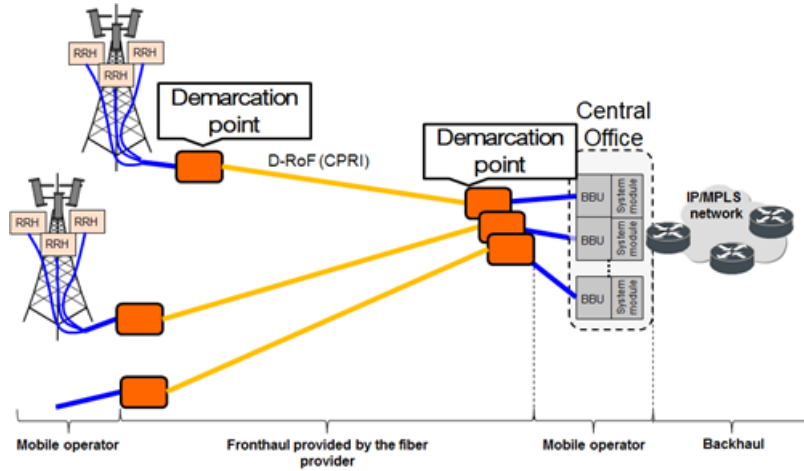 RRH
RRH
RRH
Demarcation
point
D-RoF (CPRI)
Demarcation
point
Central
Office
BBU
System
module
BBU
System
module
BBU
System
module
IP/MPLS
network
RRH
RRH
RRH
Mobile operator
Fronthaul provided by the fiber
provider
Mobile operator
Backhaul